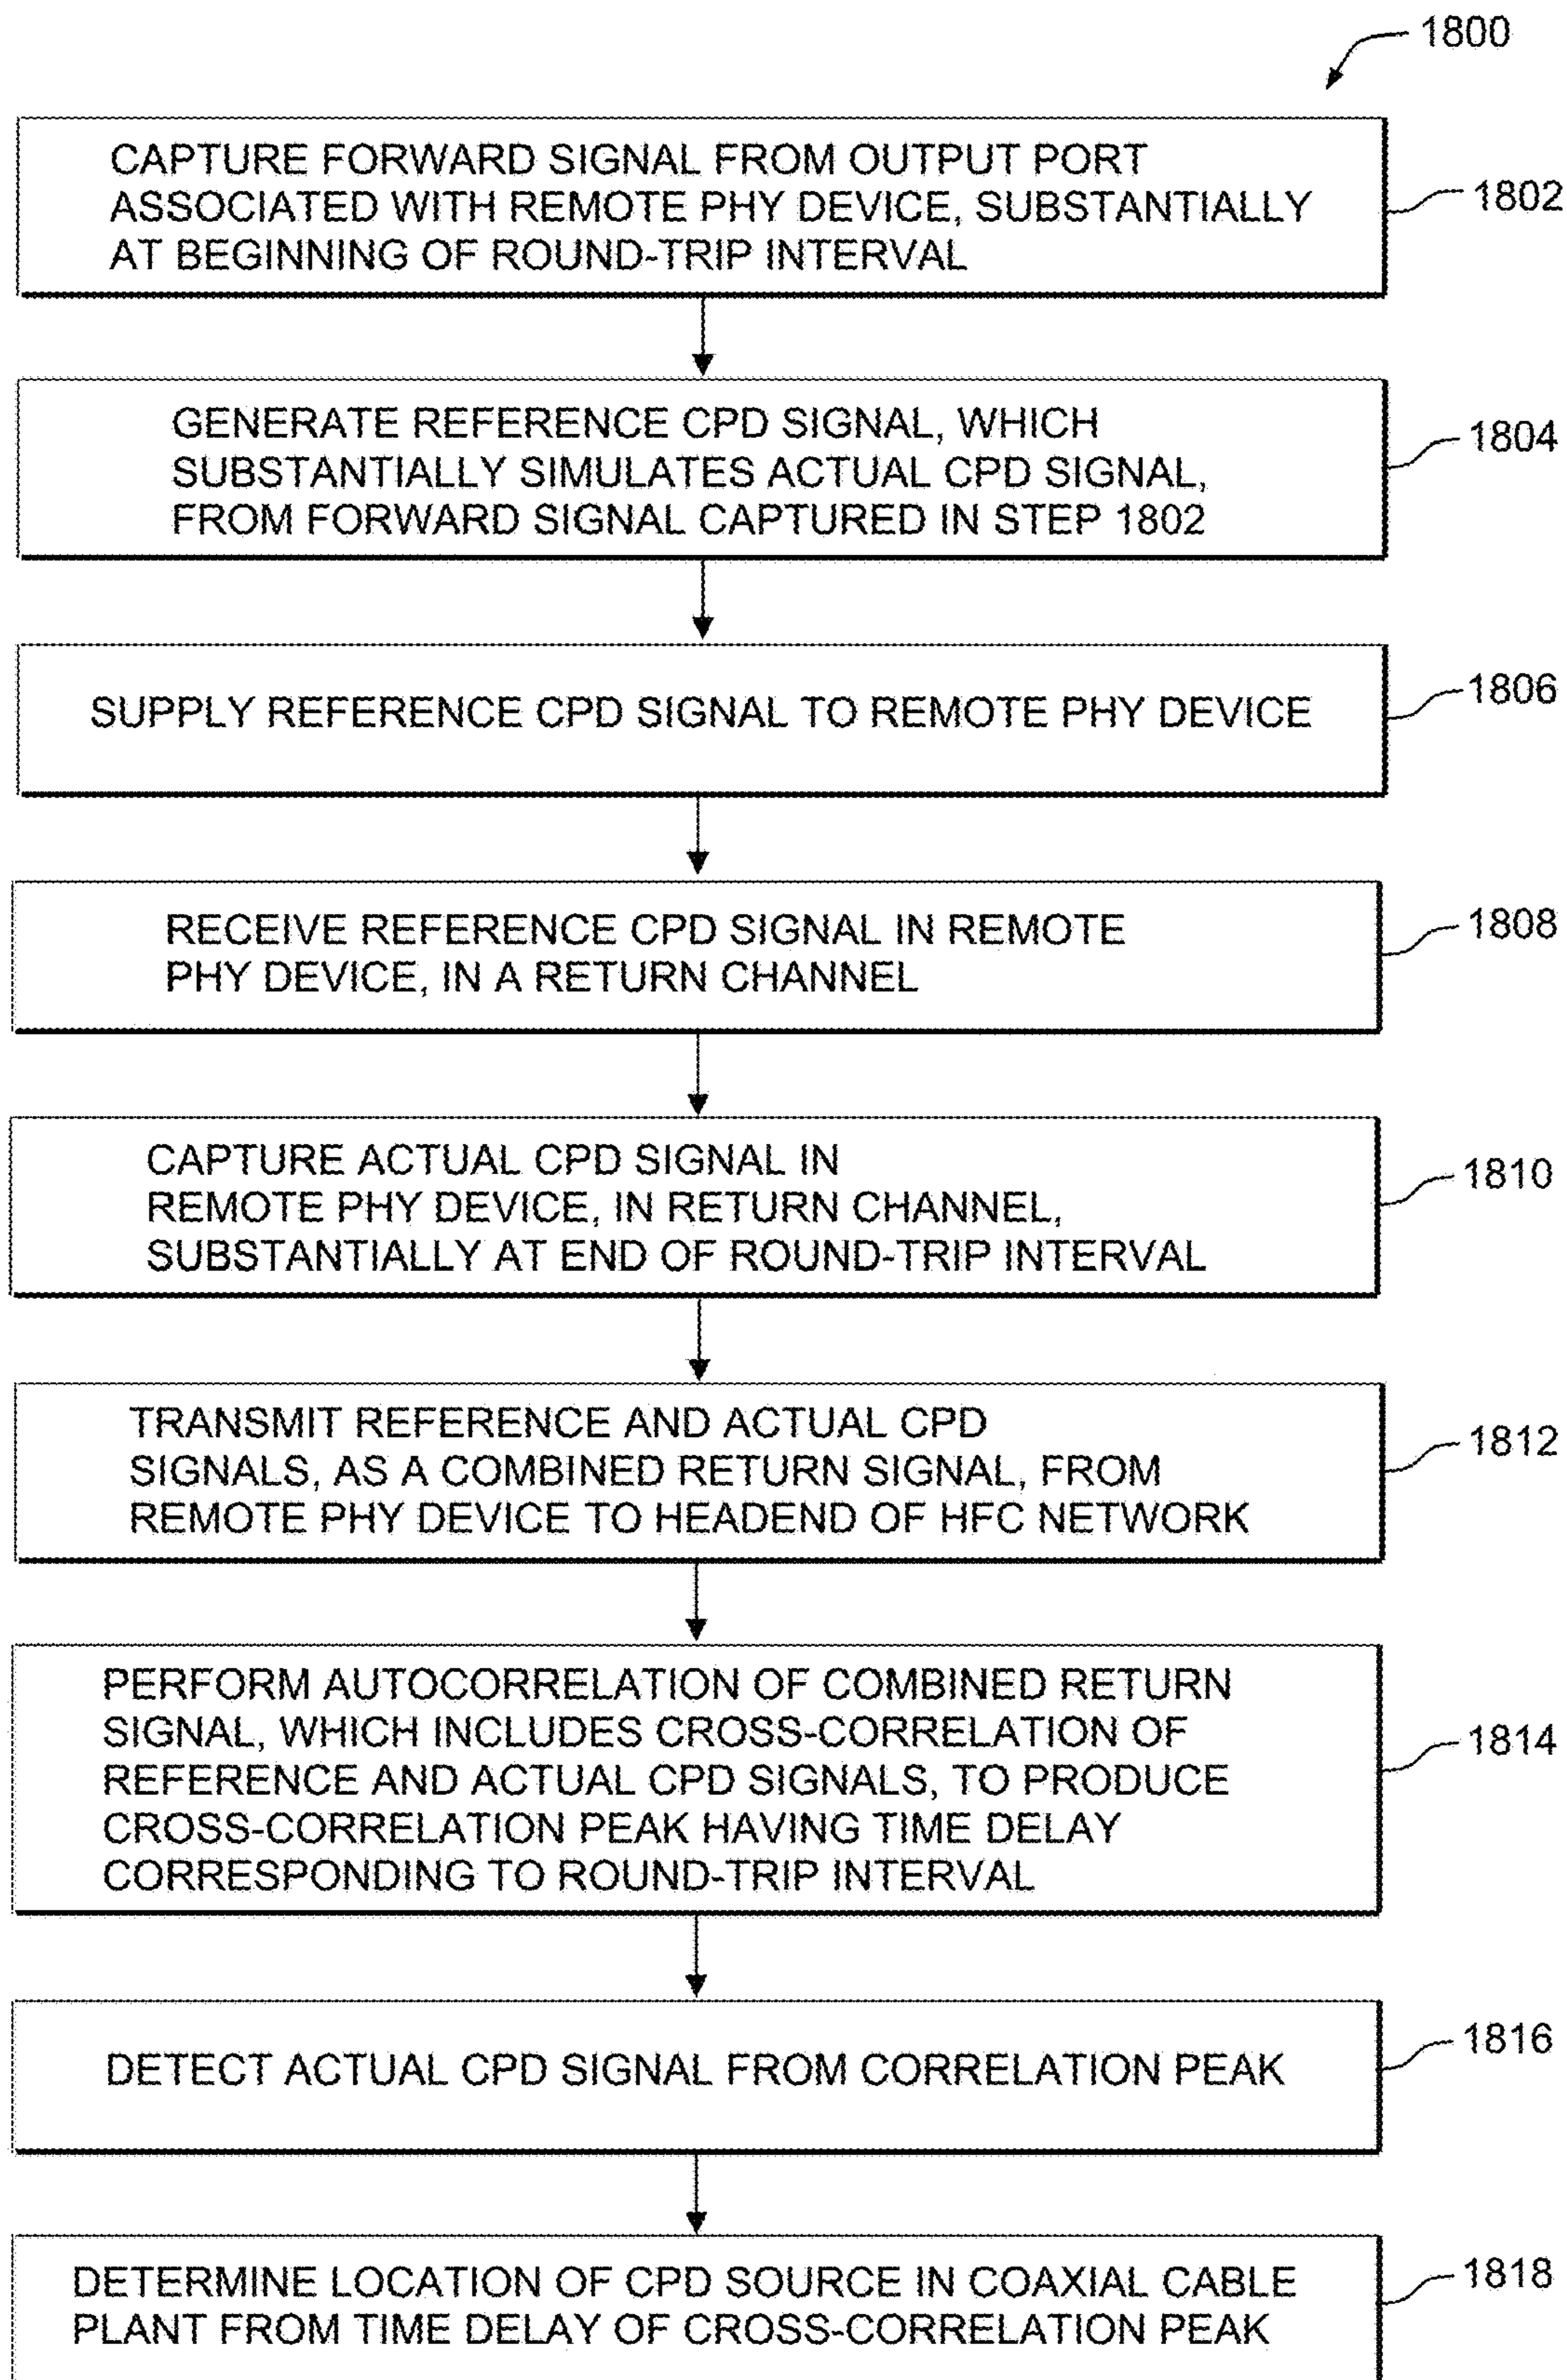 1800
CAPTURE FORWARD SIGNAL FROM OUTPUT PORT
ASSOCIATED WITH REMOTE PHY DEVICE, SUBSTANTIALLY
AT BEGINNING OF ROUND-TRIP INTERVAL
1802
GENERATE REFERENCE CPD SIGNAL, WHICH
SUBSTANTIALLY SIMULATES ACTUAL CPD SIGNAL,
FROM FORWARD SIGNAL CAPTURED IN STEP 1802
1804
SUPPLY REFERENCE CPD SIGNAL TO REMOTE PHY DEVICE
1806
RECEIVE REFERENCE CPD SIGNAL IN REMOTE
PHY DEVICE, IN A RETURN CHANNEL
1808
CAPTURE ACTUAL CPD SIGNAL IN
REMOTE PHY DEVICE, IN RETURN CHANNEL,
SUBSTANTIALLY AT END OF ROUND-TRIP INTERVAL
1810
TRANSMIT REFERENCE AND ACTUAL CPD
SIGNALS, AS A COMBINED RETURN SIGNAL, FROM
REMOTE PHY DEVICE TO HEADEND OF HFC NETWORK
1812
PERFORM AUTOCORRELATION OF COMBINED RETURN
SIGNAL, WHICH INCLUDES CROSS-CORRELATION OF
REFERENCE AND ACTUAL CPD SIGNALS, TO PRODUCE
CROSS-CORRELATION PEAK HAVING TIME DELAY
CORRESPONDING TO ROUND-TRIP INTERVAL
1814
DETECT ACTUAL CPD SIGNAL FROM CORRELATION PEAK
1816
DETERMINE LOCATION OF CPD SOURCE IN COAXIAL CABLE
PLANT FROM TIME DELAY OF CROSS-CORRELATION PEAK
1818